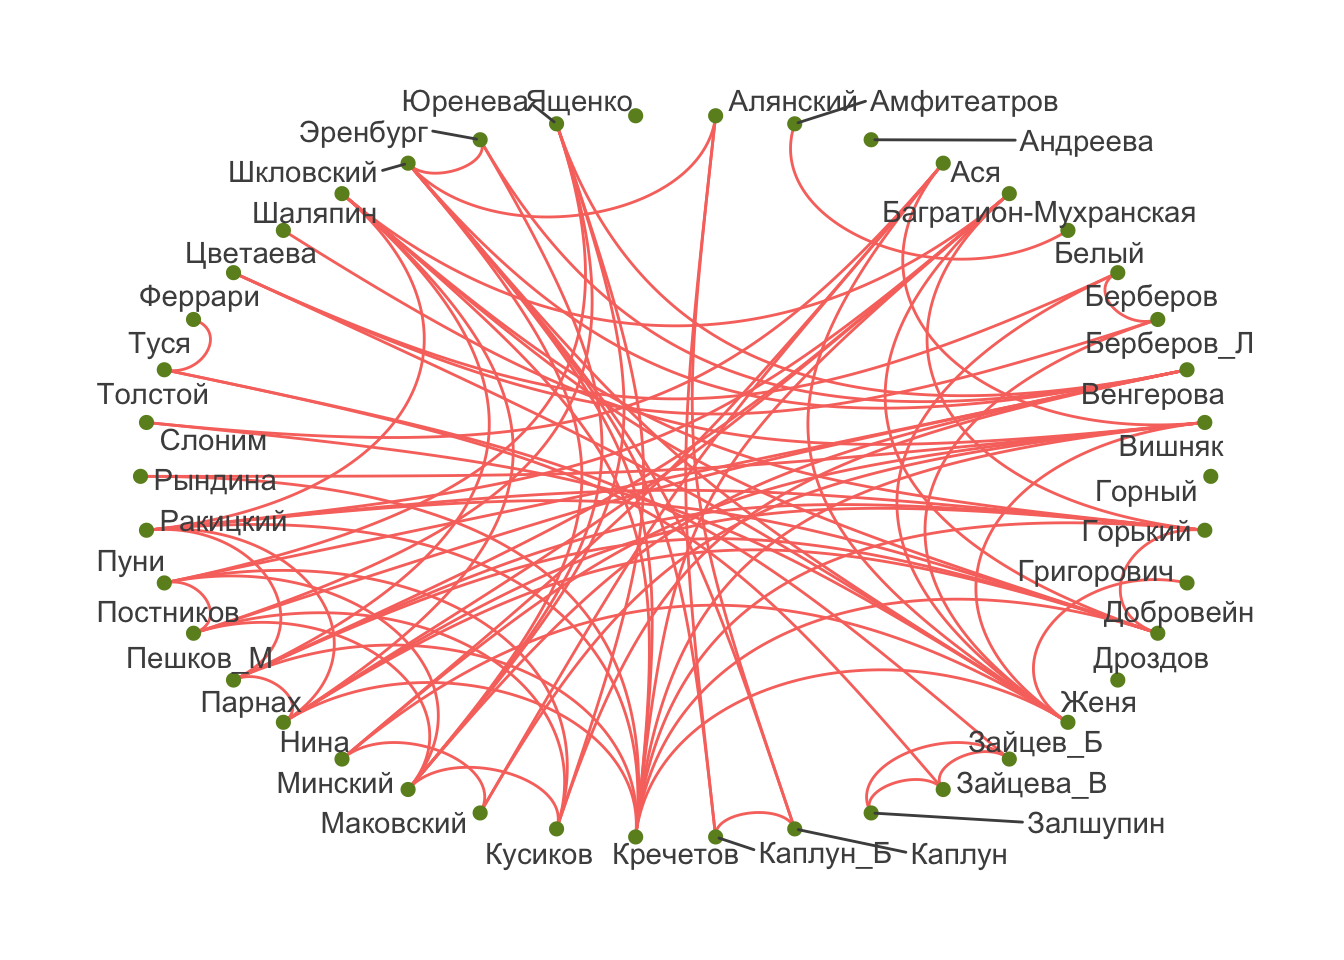 Юренева
Ященко
Алянский
Амфитеатров
Эренбург
Андреева
Шкловский
Ася
Шаляпин
Багратион-Мухранская
Цветаева
Белый
Феррари
Берберов
Туся
Берберов_Л
Толстой
Венгерова
Слоним
Вишняк
Рындина
Горный
Ракицкий
Горький
Пуни
Григорович
Постников
Добровейн
Пешков_М
Дроздов
Парнах
Женя
Нина
Зайцев_Б
Минский
Зайцева_В
Маковский
Залшупин
Кусиков
Кречетов
Каплун_Б
Каплун